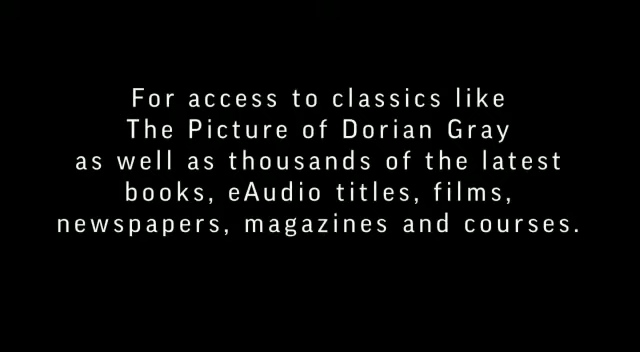 For access to classics like
The Picture of Dorian Gray
as well as thousands of the latest
books, eAudio titles, films,
newspapers, magazines and courses.